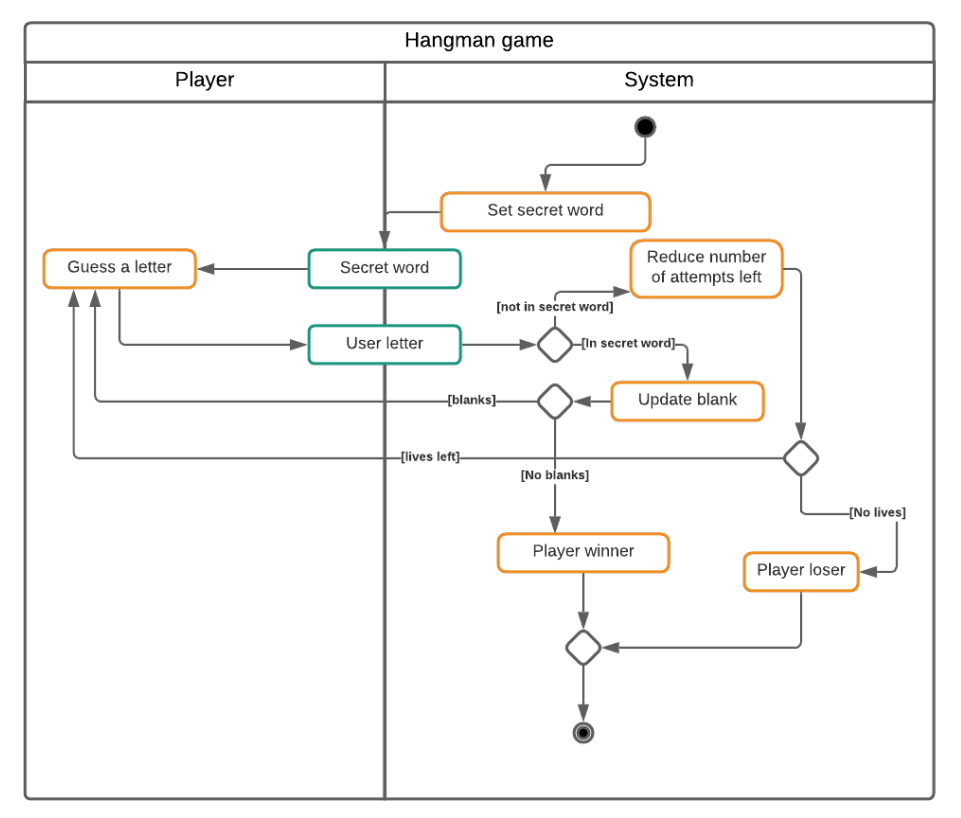 Hangman game
Player
System
Set secret word
Guess a letter
Secret word
Reduce number
of attempts left
[not in secret word]
User letter
[In secret word]
[blanks]
Update blank
[lives left]
[No blanks]
[No lives]
Player winner
Player loser